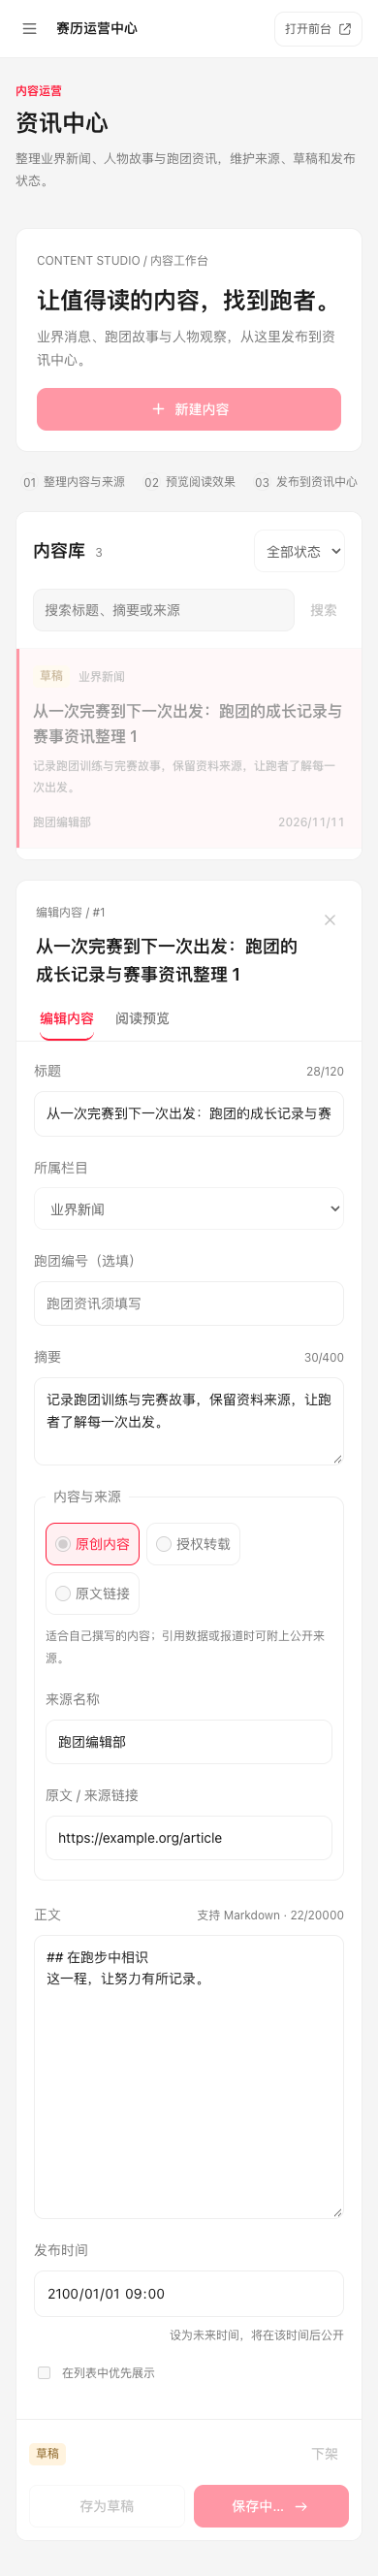 赛历运营中心
打开前台
内容运营
资讯中心
整理业界新闻、人物故事与跑团资讯，维护来源、草稿和发布
状态。
CONTENT STUDIO / 内容工作台
让值得读的内容，找到跑者。
业界消息、跑团故事与人物观察，从这里发布到资
讯中心。
+ 新建内容
01 整理内容与来源 02 预览阅读效果 03 发布到资讯中心
内容库 3
全部状态
搜索标题、摘要或来源
搜索
草稿 业界新闻
从一次完赛到下一次出发：跑团的成长记录与
赛事资讯整理 1
记录跑团训练与完赛故事，保留资料来源，让跑者了解每一
次出发。
跑团编辑部 2026/11/11
编辑内容 / #1
从一次完赛到下一次出发：跑团的
成长记录与赛事资讯整理 1
编辑内容 阅读预览
标题 28/120
从一次完赛到下一次出发：跑团的成长记录与赛
所属栏目
业界新闻
跑团编号（选填）
跑团资讯须填写
摘要 30/400
记录跑团训练与完赛故事，保留资料来源，让跑
者了解每一次出发。
内容与来源
原创内容 授权转载
原文链接
适合自己撰写的内容；引用数据或报道时可附上公开来
源。
来源名称
跑团编辑部
原文 / 来源链接
https://example.org/article
正文 支持 Markdown · 22/20000
## 在跑步中相识
这一程，让努力有所记录。
发布时间
2100/01/01 09:00
设为未来时间，将在该时间后公开
在列表中优先展示
草稿 下架
存为草稿 保存中... →